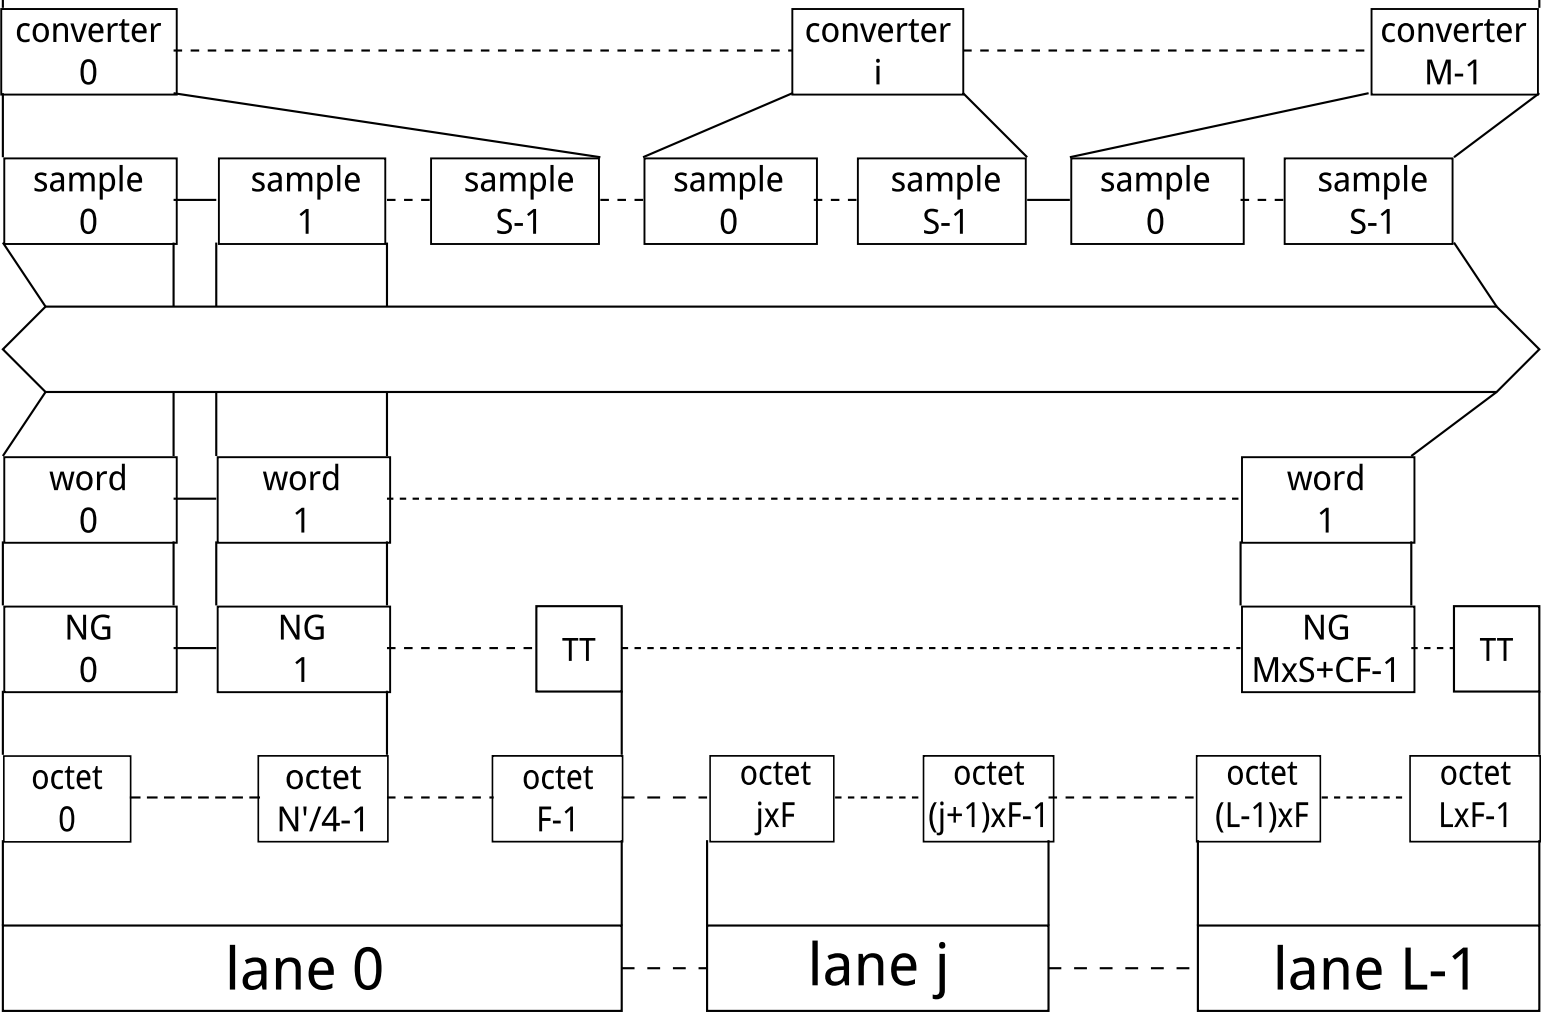 converter converter converter
0 i M-1
sample sample sample sample sample sample sample
0 1 S-1 0 S-1 0 S-1
word word word
0 1 1
NG NG TT NG TT
0 1 MxS+CF-1
octet octet octet octet octet octet octet
0 N'/4-1 F-1 jxF (j+1)xF-1 (L-1)xF LxF-1
lane 0 lane j lane L-1